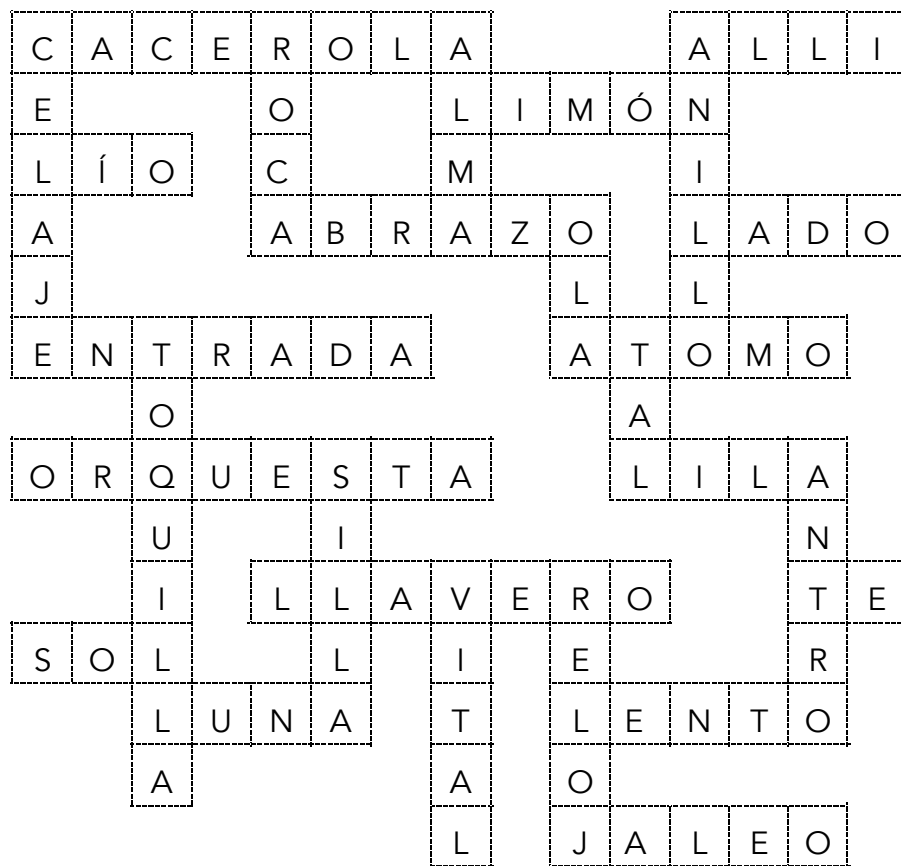 C A C E R O L A A L L I
E O L I M Ó N
L Í O C M I
A A B R A Z O L A D O
J L L
E N T R A D A A T O M O
O A
O R Q U E S T A L I L A
U I N
I L L A V E R O T E
S O L L I E R
L U N A T L E N T O
A A O
L J A L E O